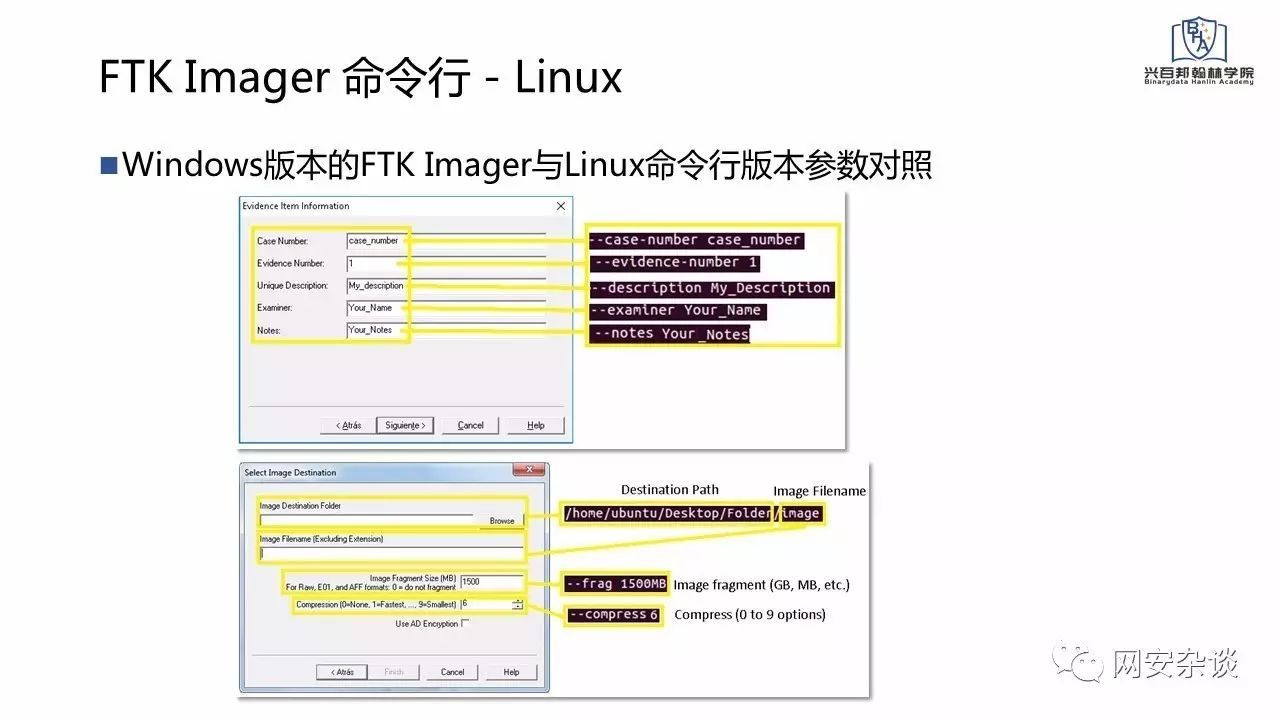 FTK Imager 命令行 - Linux
兴百邦翰林学院
Binarydata Hanlin Academy
Windows版本的FTK Imager与Linux命令行版本参数对照
Evidence Item Information
Case Number: case_number --case-number case_number
Evidence Number: 1 --evidence-number 1
Unique Description: My_description --description My_Description
Examiner: Your_Name --examiner Your_Name
Notes: Your_Notes --notes Your_Notes
< Atrás Siguiente > Cancel Help
Select Image Destination
Destination Path Image Filename
Image Destination Folder
/home/ubuntu/Desktop/Folder/image
Browse
Image Filename (Excluding Extension)
Image Fragment Size (MB) 1500
For Raw, E01, and AFF formats: 0 = do not fragment
--frag 1500MB Image fragment (GB, MB, etc.)
Compression (0=None, 1=Fastest, ..., 9=Smallest) 6
--compress 6 Compress (0 to 9 options)
Use AD Encryption
< Atrás Finish Cancel Help
网安杂谈